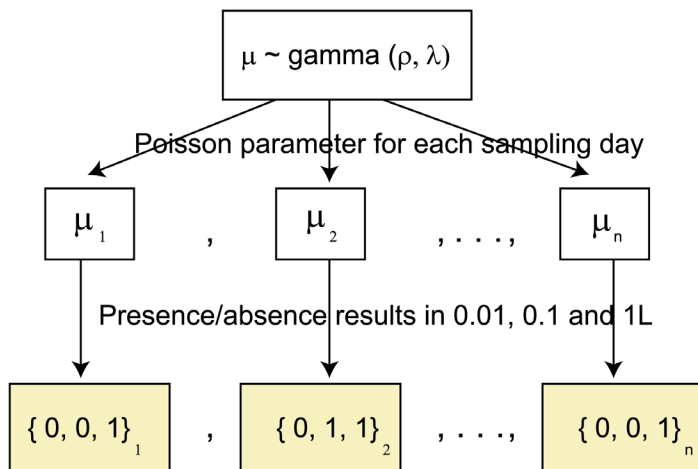 μ ~ gamma (ρ, λ)
Poisson parameter for each sampling day
μ₁ , μ₂ , . . ., μₙ
Presence/absence results in 0.01, 0.1 and 1L
{ 0, 0, 1}₁ , { 0, 1, 1}₂ , . . ., { 0, 0, 1}ₙ